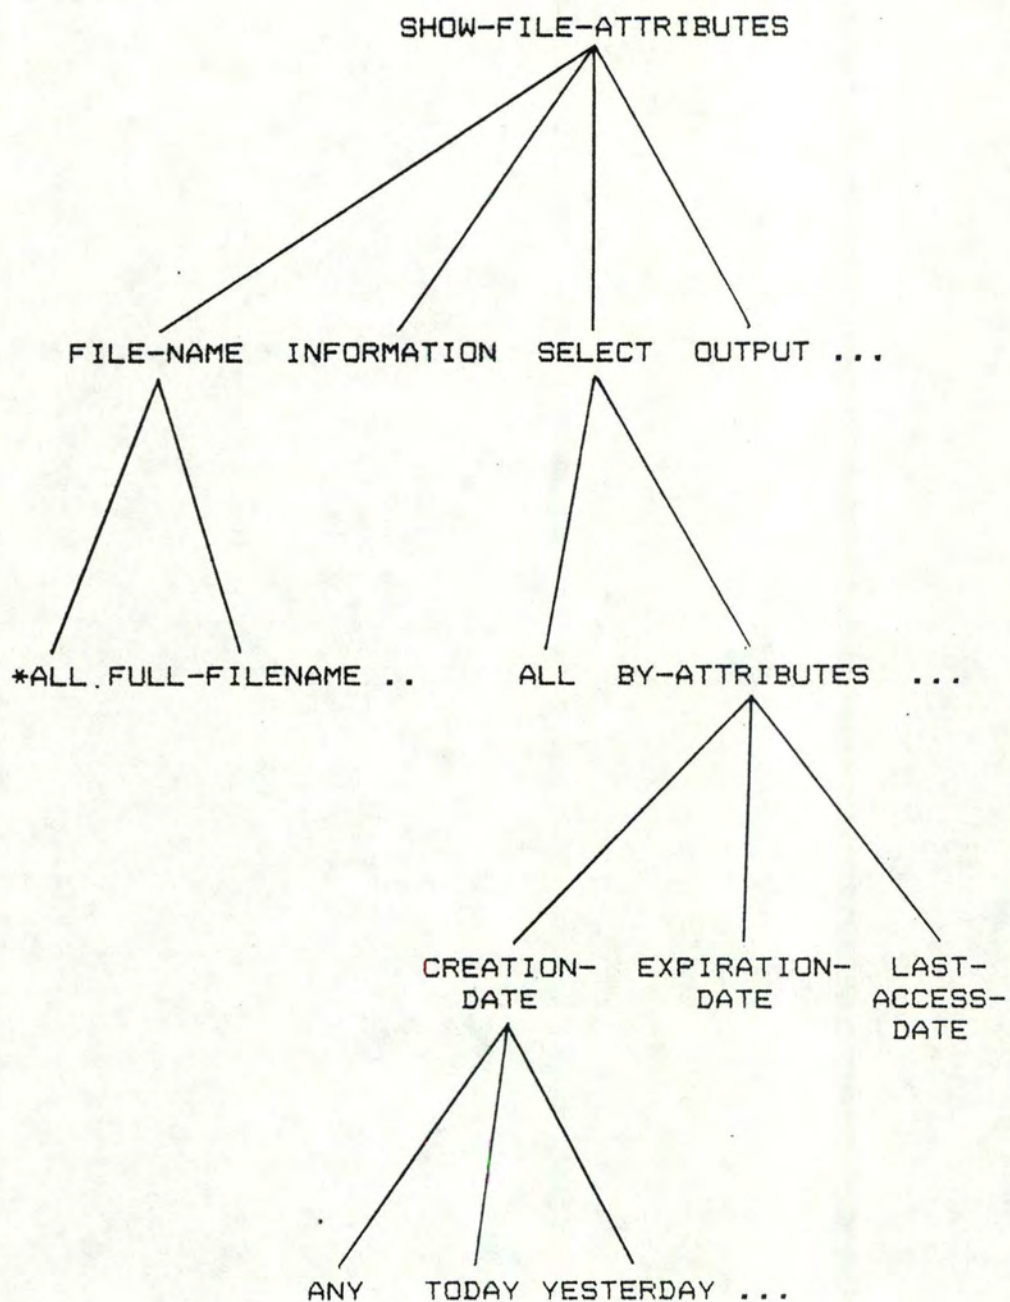 SHOW-FILE-ATTRIBUTES
FILE-NAME INFORMATION SELECT OUTPUT ...
*ALL FULL-FILENAME .. ALL BY-ATTRIBUTES ...
CREATION- EXPIRATION- LAST-
DATE DATE ACCESS-
DATE
ANY TODAY YESTERDAY ...